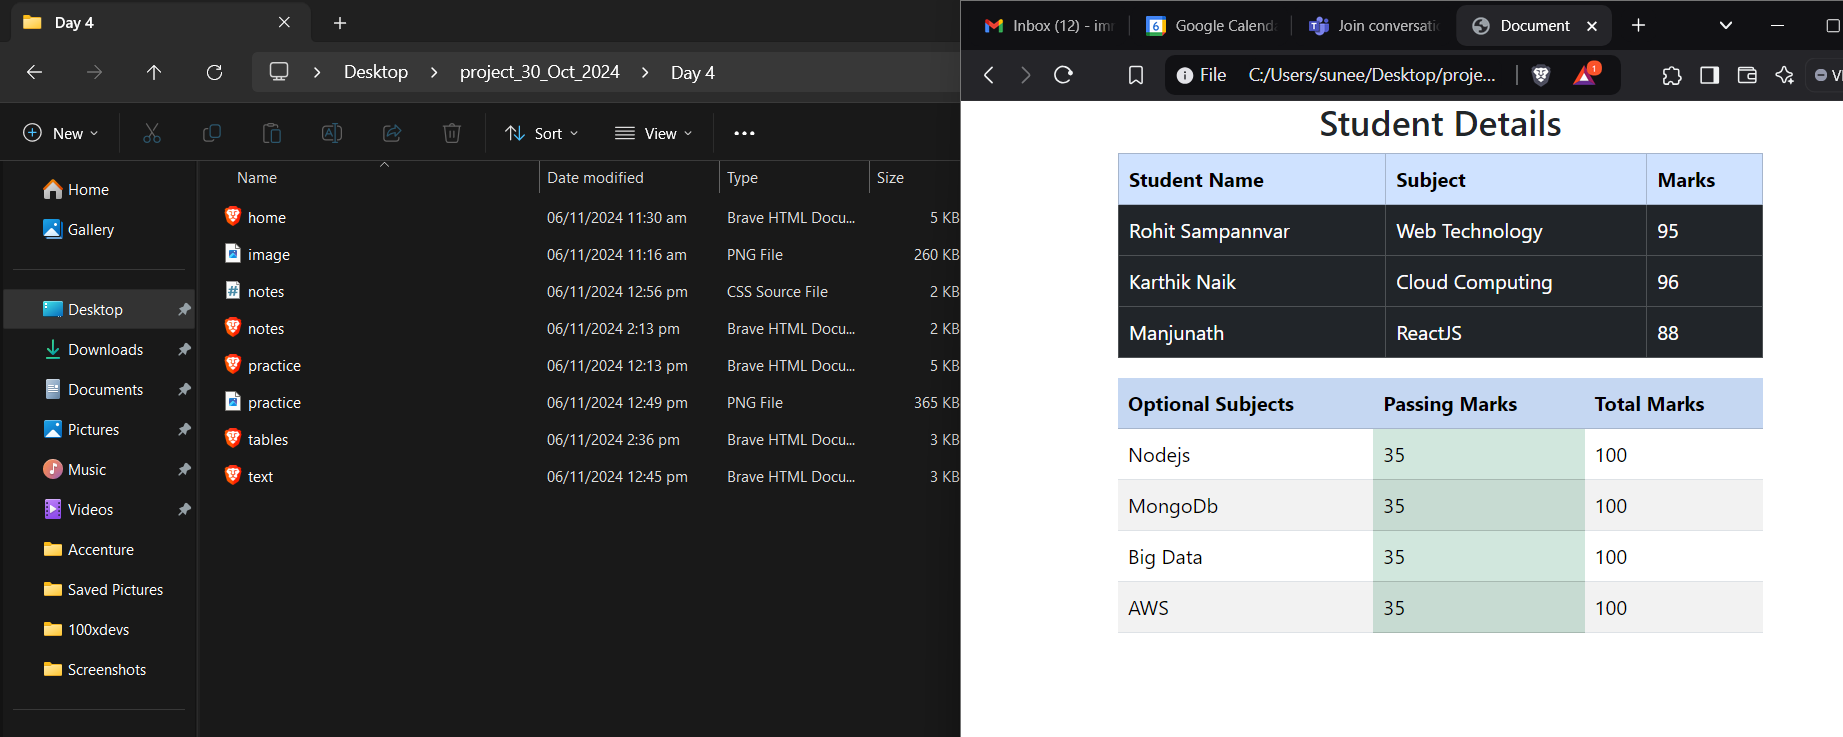 Day 4
Desktop > project_30_Oct_2024 > Day 4
New Sort View
Name Date modified Type Size
Home
Gallery
Desktop
Downloads
Documents
Pictures
Music
Videos
Accenture
Saved Pictures
100xdevs
Screenshots
home 06/11/2024 11:30 am Brave HTML Docu... 5 KB
image 06/11/2024 11:16 am PNG File 260 KB
notes 06/11/2024 12:56 pm CSS Source File 2 KB
notes 06/11/2024 2:13 pm Brave HTML Docu... 2 KB
practice 06/11/2024 12:13 pm Brave HTML Docu... 5 KB
practice 06/11/2024 12:49 pm PNG File 365 KB
tables 06/11/2024 2:36 pm Brave HTML Docu... 3 KB
text 06/11/2024 12:45 pm Brave HTML Docu... 3 KB
Inbox (12) - Google Calend Join conversati Document
File C:/Users/sunee/Desktop/proje... 1
Student Details
Student Name Subject Marks
Rohit Sampannvar Web Technology 95
Karthik Naik Cloud Computing 96
Manjunath ReactJS 88
Optional Subjects Passing Marks Total Marks
Nodejs 35 100
MongoDb 35 100
Big Data 35 100
AWS 35 100